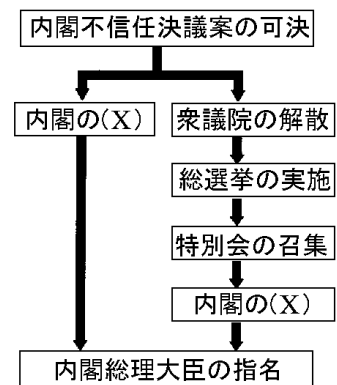 内閣不信任決議案の可決
内閣の(X)
衆議院の解散
総選挙の実施
特別会の召集
内閣の(X)
内閣総理大臣の指名